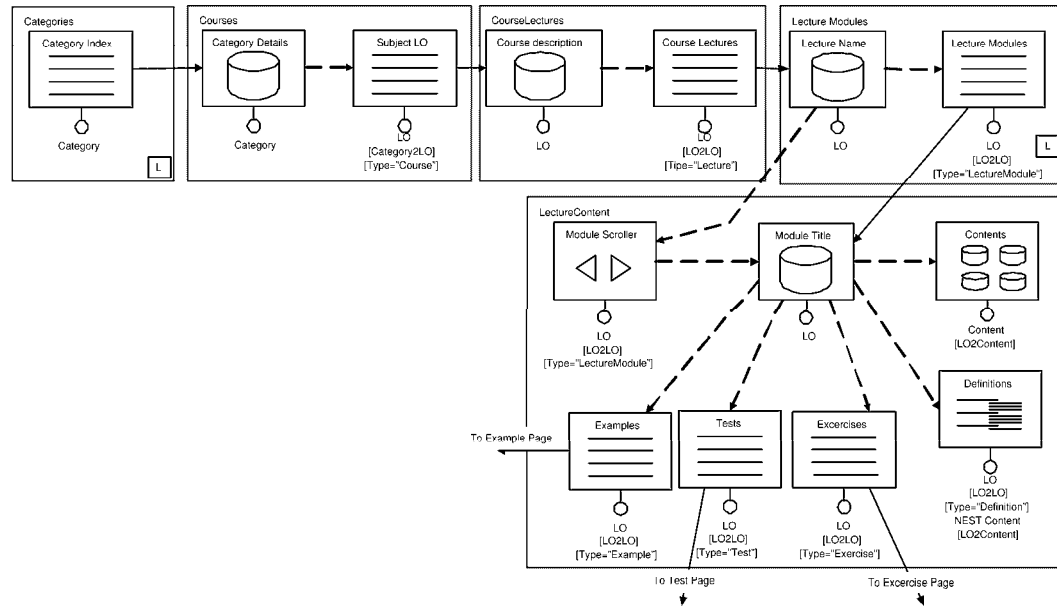 Categories
Category Index
Category
L
Courses
Category Details
Category
Subject LO
LO
[Category2LO]
[Type="Course"]
CourseLectures
Course description
LO
Course Lectures
LO
[LO2LO]
[Tipe="Lecture"]
Lecture Modules
Lecture Name
LO
Lecture Modules
LO
[LO2LO]
[Type="LectureModule"]
L
LectureContent
Module Scroller
LO
[LO2LO]
[Type="LectureModule"]
Module Title
LO
Contents
Content
[LO2Content]
Definitions
LO
[LO2LO]
[Type="Definition"]
NEST Content
[LO2Content]
To Example Page
Examples
LO
[LO2LO]
[Type="Example"]
Tests
LO
[LO2LO]
[Type="Test"]
Excercises
LO
[LO2LO]
[Type="Exercise"]
To Test Page
To Excercise Page